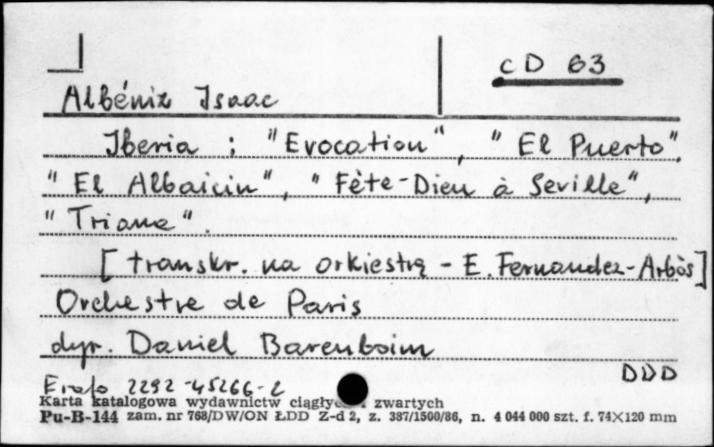 CD 63
Albéniz Isaac
Iberia ; "Evocation", "El Puerto",
"El Albaicin", "Fête-Dieu à Seville",
"Triana".
[transkr. na orkiestrę - E. Fernandez-Arbòs]
Orchestre de Paris
dyr. Daniel Barenboim
DDD
Erato 2292-45266-2
Karta katalogowa wydawnictw ciągłych i zwartych
Pu-B-144 zam. nr 768/DW/ON ŁDD Z-d 2, z. 387/1500/86, n. 4 044 000 szt. f. 74×120 mm